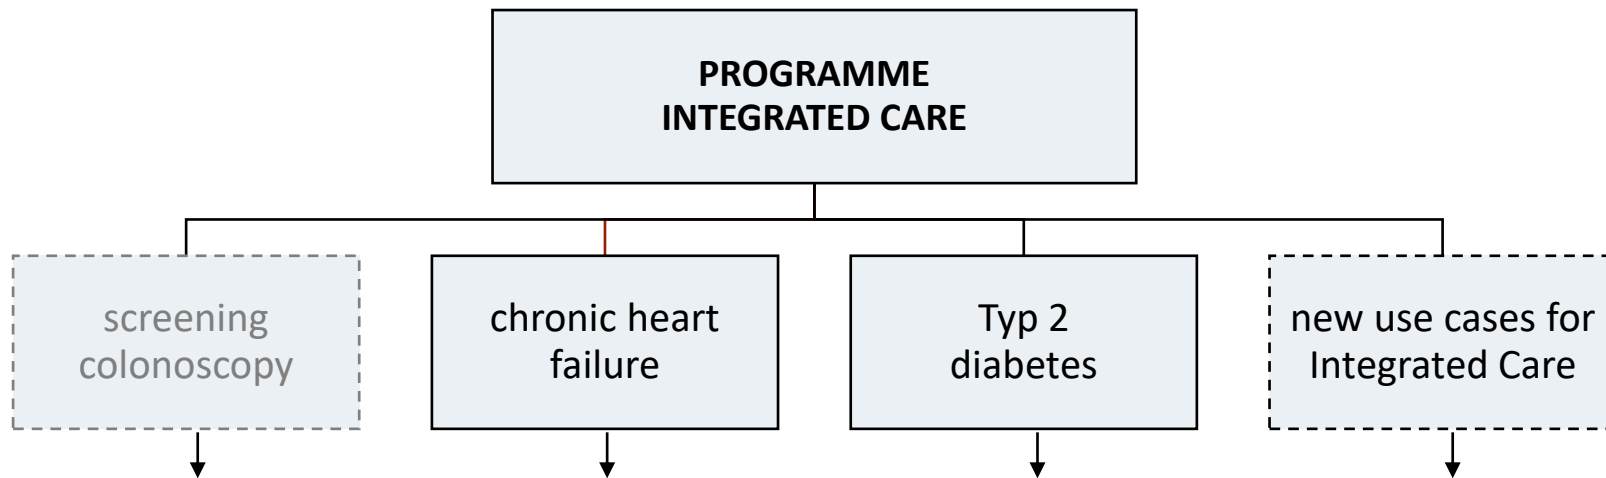 PROGRAMME
INTEGRATED CARE
screening
colonoscopy
chronic heart
failure
Typ 2
diabetes
new use cases for
Integrated Care